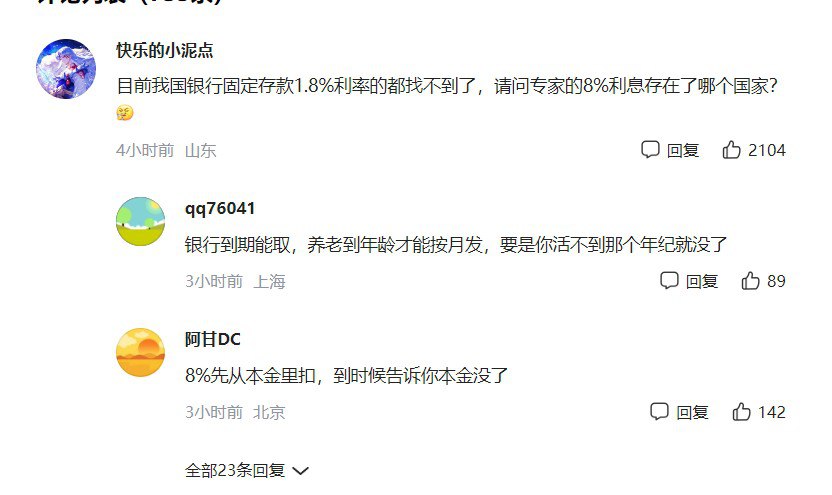 快乐的小泥点
目前我国银行固定存款1.8%利率的都找不到了，请问专家的8%利息存在了哪个国家？
🤔
4小时前 山东
回复 2104
qq76041
银行到期能取，养老到年龄才能按月发，要是你活不到那个年纪就没了
3小时前 上海
回复 89
阿甘DC
8%先从本金里扣，到时候告诉你本金没了
3小时前 北京
回复 142
全部23条回复